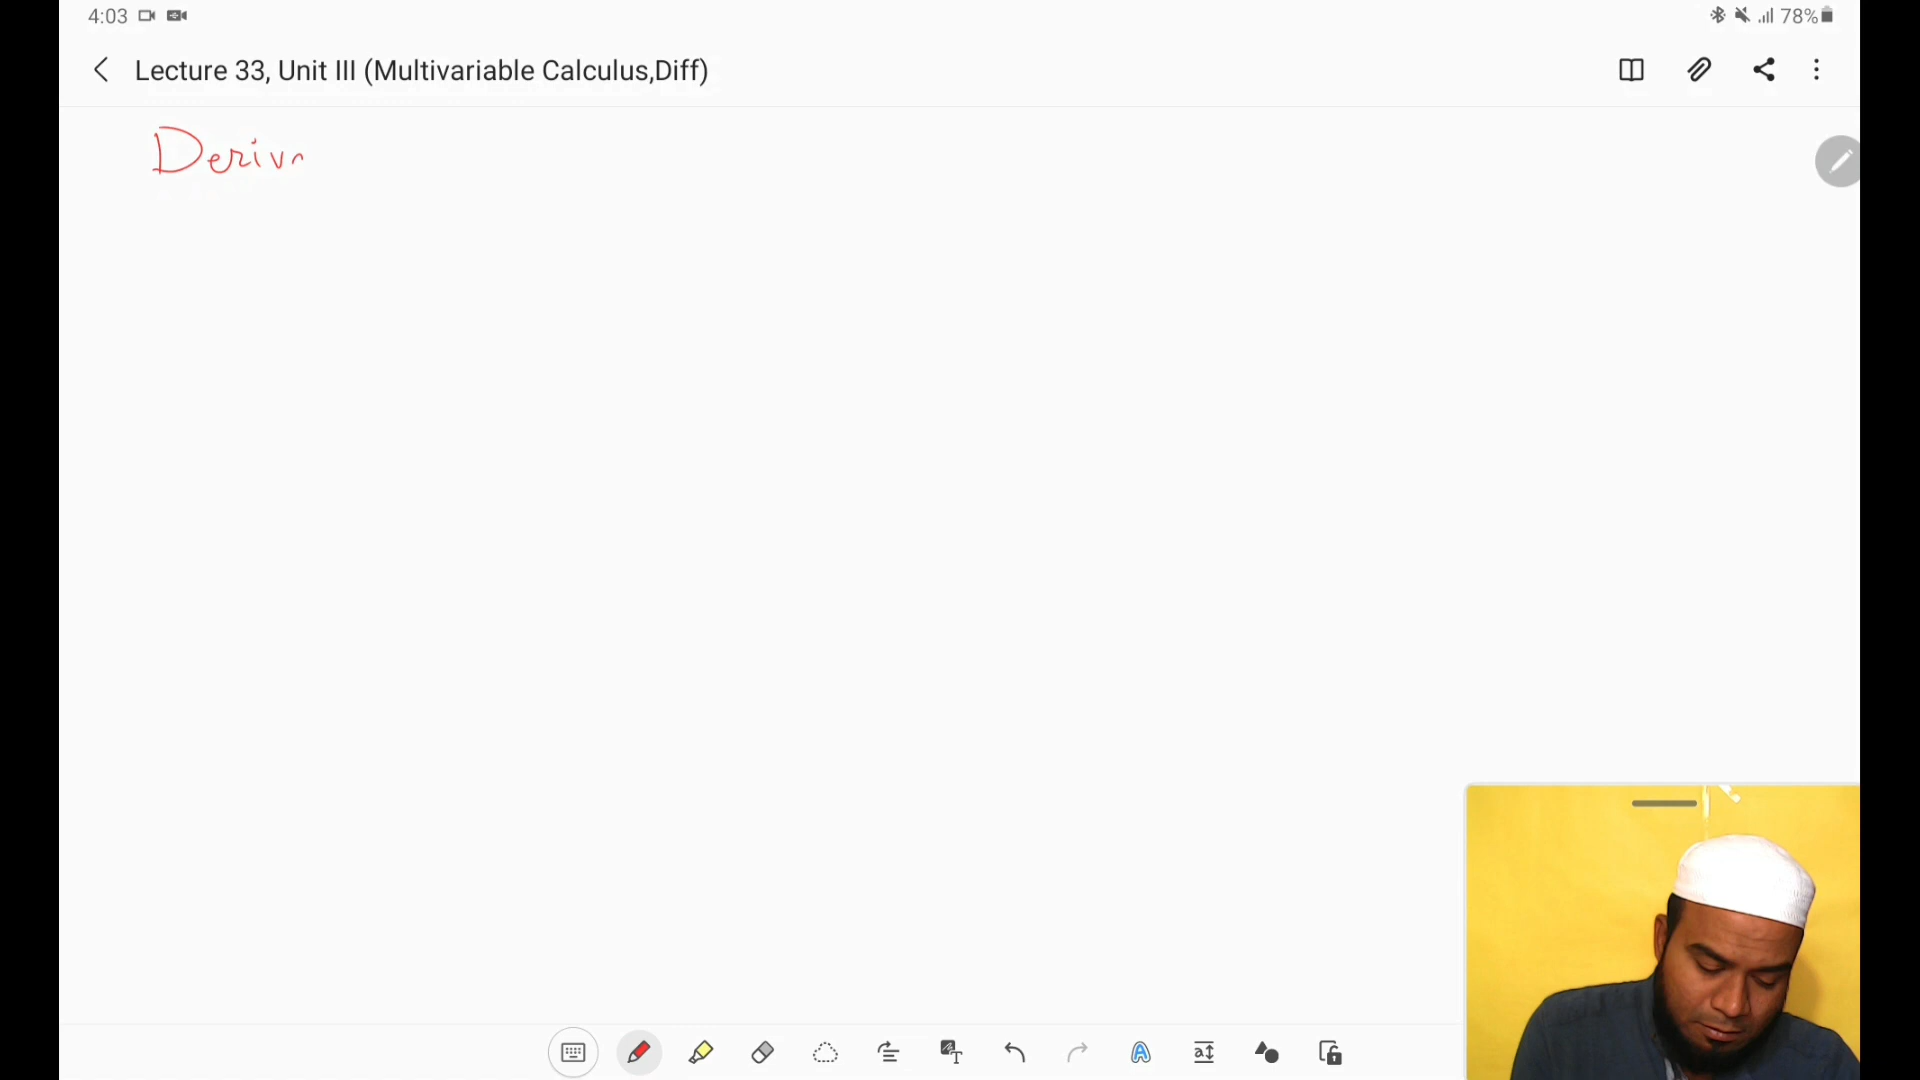 4:03 78%
Lecture 33, Unit III (Multivariable Calculus,Diff)
Deriv